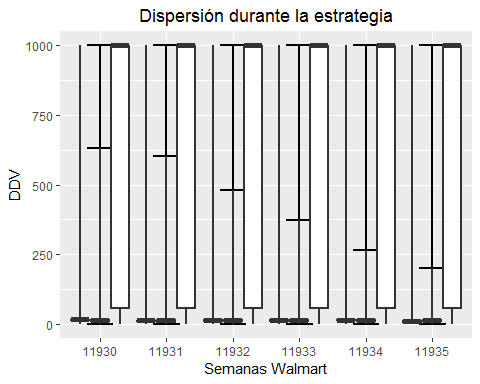 Dispersión durante la estrategia
1000
750
500
250
0
DDV
11930 11931 11932 11933 11934 11935
Semanas Walmart